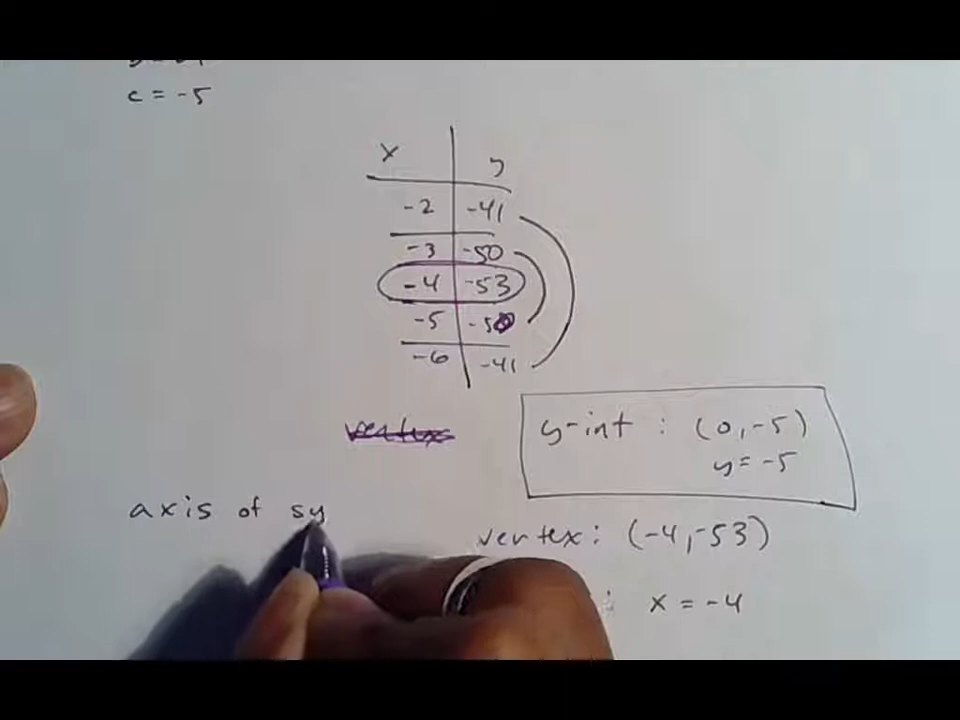 c = -5
x y
-2 -41
-3 -50
-4 -53
-5 -50
-6 -41
vertex
y-int : (0,-5)
y = -5
axis of sy
vertex: (-4,-53)
: x = -4